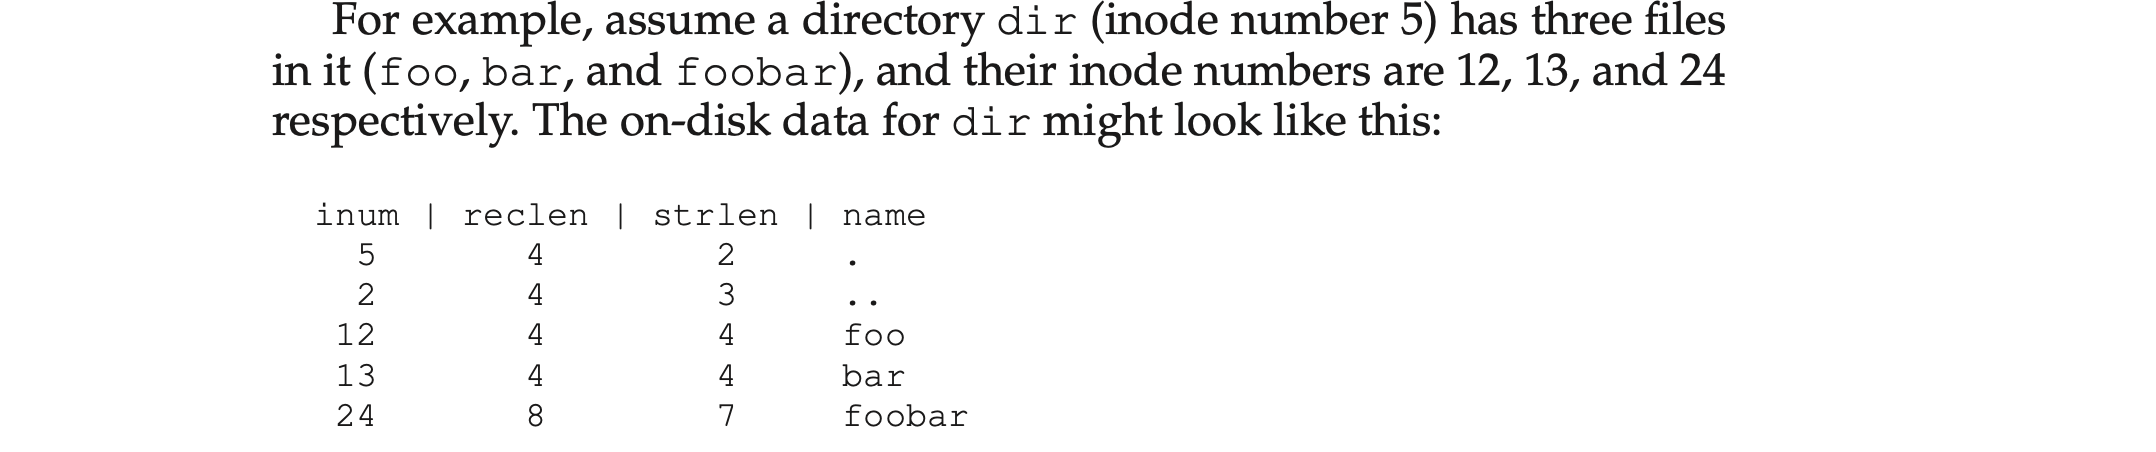 For example, assume a directory dir (inode number 5) has three files
in it (foo, bar, and foobar), and their inode numbers are 12, 13, and 24
respectively. The on-disk data for dir might look like this:
inum | reclen | strlen | name
5 4 2 .
2 4 3 ..
12 4 4 foo
13 4 4 bar
24 8 7 foobar